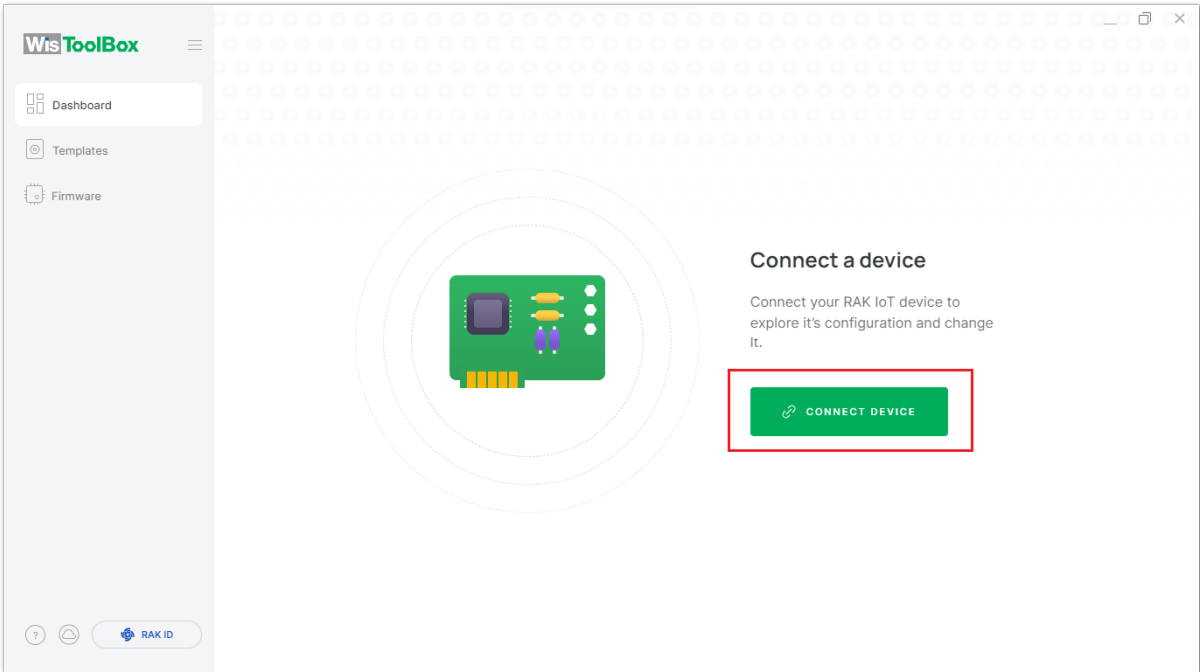 WisToolBox
Dashboard
Templates
Firmware
Connect a device
Connect your RAK IoT device to
explore it's configuration and change
It.
CONNECT DEVICE
?
RAK ID